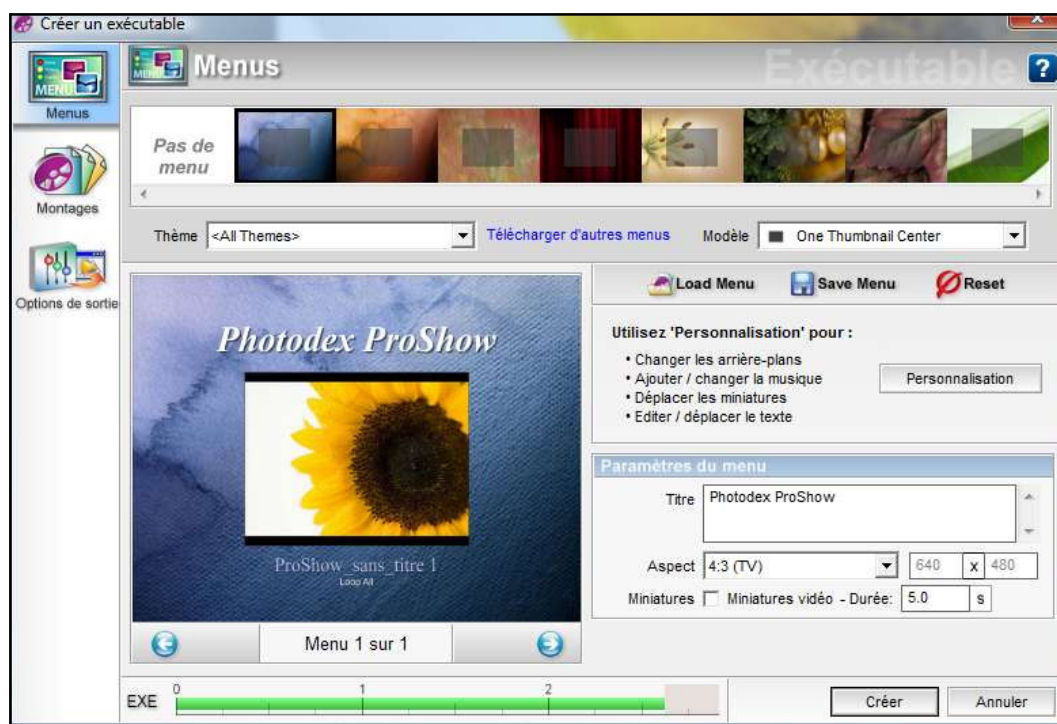 Créer un exécutable
x
MENU
Menus
Menus
Exécutable
?
Pas de
menu
Montages
Thème <All Themes> Télécharger d'autres menus Modèle One Thumbnail Center
Options de sortie
Load Menu Save Menu Reset
Photodex ProShow
Utilisez 'Personnalisation' pour :
• Changer les arrière-plans
• Ajouter / changer la musique
• Déplacer les miniatures
• Editer / déplacer le texte
Personnalisation
Paramètres du menu
Titre Photodex ProShow
ProShow_sans_titre 1
Loop All
Aspect 4:3 (TV) 640 x 480
Miniatures Miniatures vidéo - Durée: 5.0 s
Menu 1 sur 1
EXE 0 1 2
Créer Annuler